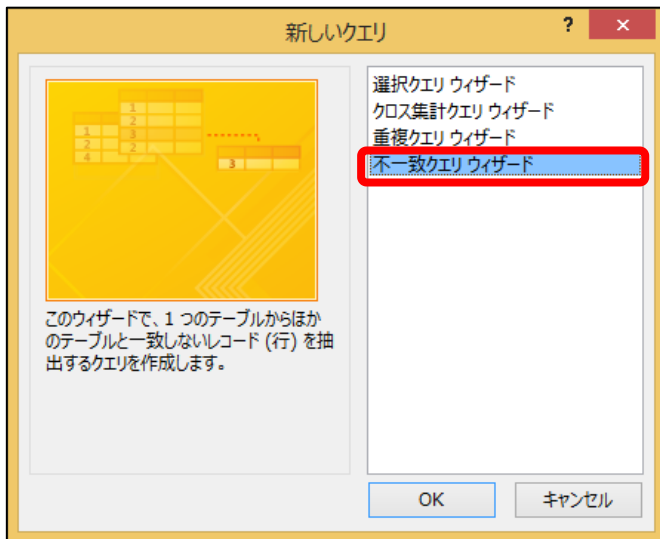 新しいクエリ
?
×
1
2
1
3
2
2
4
3
このウィザードで、1 つのテーブルからほか
のテーブルと一致しないレコード (行) を抽
出するクエリを作成します。
選択クエリ ウィザード
クロス集計クエリ ウィザード
重複クエリ ウィザード
不一致クエリ ウィザード
OK
キャンセル